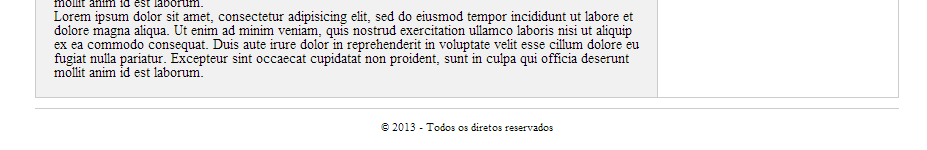 mollit anim id est laborum.
Lorem ipsum dolor sit amet, consectetur adipisicing elit, sed do eiusmod tempor incididunt ut labore et
dolore magna aliqua. Ut enim ad minim veniam, quis nostrud exercitation ullamco laboris nisi ut aliquip
ex ea commodo consequat. Duis aute irure dolor in reprehenderit in voluptate velit esse cillum dolore eu
fugiat nulla pariatur. Excepteur sint occaecat cupidatat non proident, sunt in culpa qui officia deserunt
mollit anim id est laborum.
© 2013 - Todos os diretos reservados